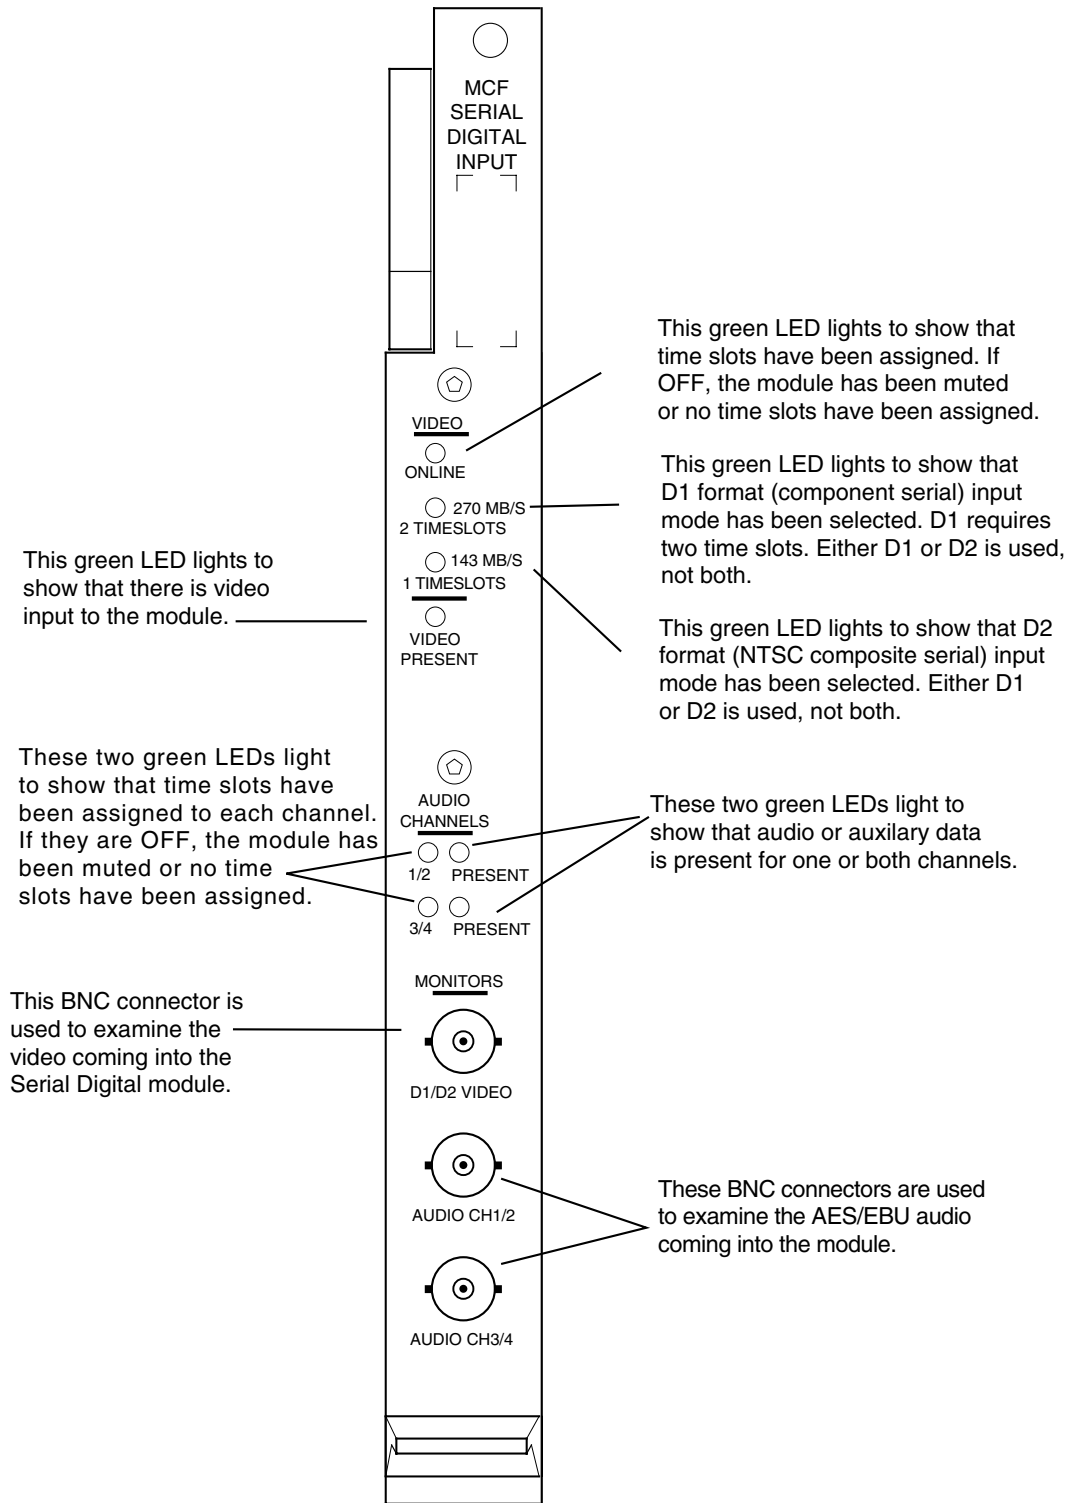 MCF
SERIAL
DIGITAL
INPUT
This green LED lights to show that
time slots have been assigned. If
OFF, the module has been muted
or no time slots have been assigned.
VIDEO
ONLINE
This green LED lights to show that
D1 format (component serial) input
mode has been selected. D1 requires
two time slots. Either D1 or D2 is used,
not both.
270 MB/S
2 TIMESLOTS
143 MB/S
1 TIMESLOTS
This green LED lights to
show that there is video
input to the module.
VIDEO
PRESENT
This green LED lights to show that D2
format (NTSC composite serial) input
mode has been selected. Either D1
or D2 is used, not both.
These two green LEDs light
to show that time slots have
been assigned to each channel.
If they are OFF, the module has
been muted or no time
slots have been assigned.
AUDIO
CHANNELS
1/2 PRESENT
3/4 PRESENT
These two green LEDs light to
show that audio or auxilary data
is present for one or both channels.
MONITORS
This BNC connector is
used to examine the
video coming into the
Serial Digital module.
D1/D2 VIDEO
AUDIO CH1/2
These BNC connectors are used
to examine the AES/EBU audio
coming into the module.
AUDIO CH3/4